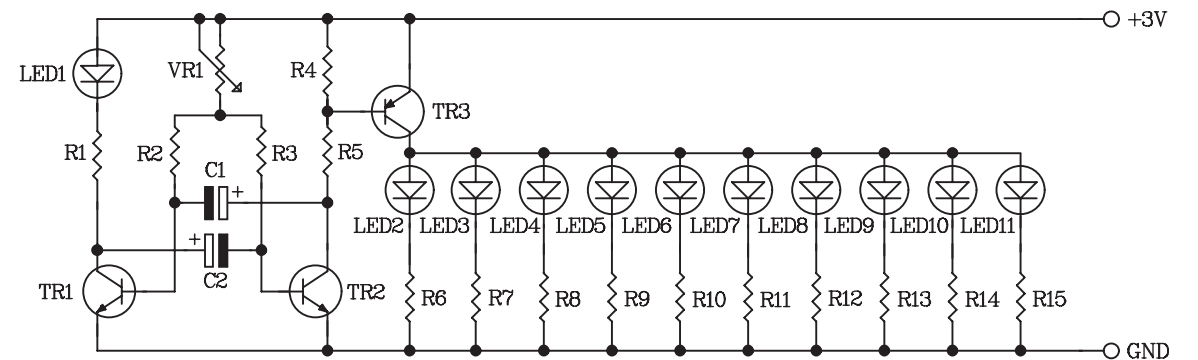 +3V
LED1
VR1
R4
TR3
R1
R2
R3
R5
C1
+
+
C2
LED2
LED3
LED4
LED5
LED6
LED7
LED8
LED9
LED10
LED11
TR1
TR2
R6
R7
R8
R9
R10
R11
R12
R13
R14
R15
GND